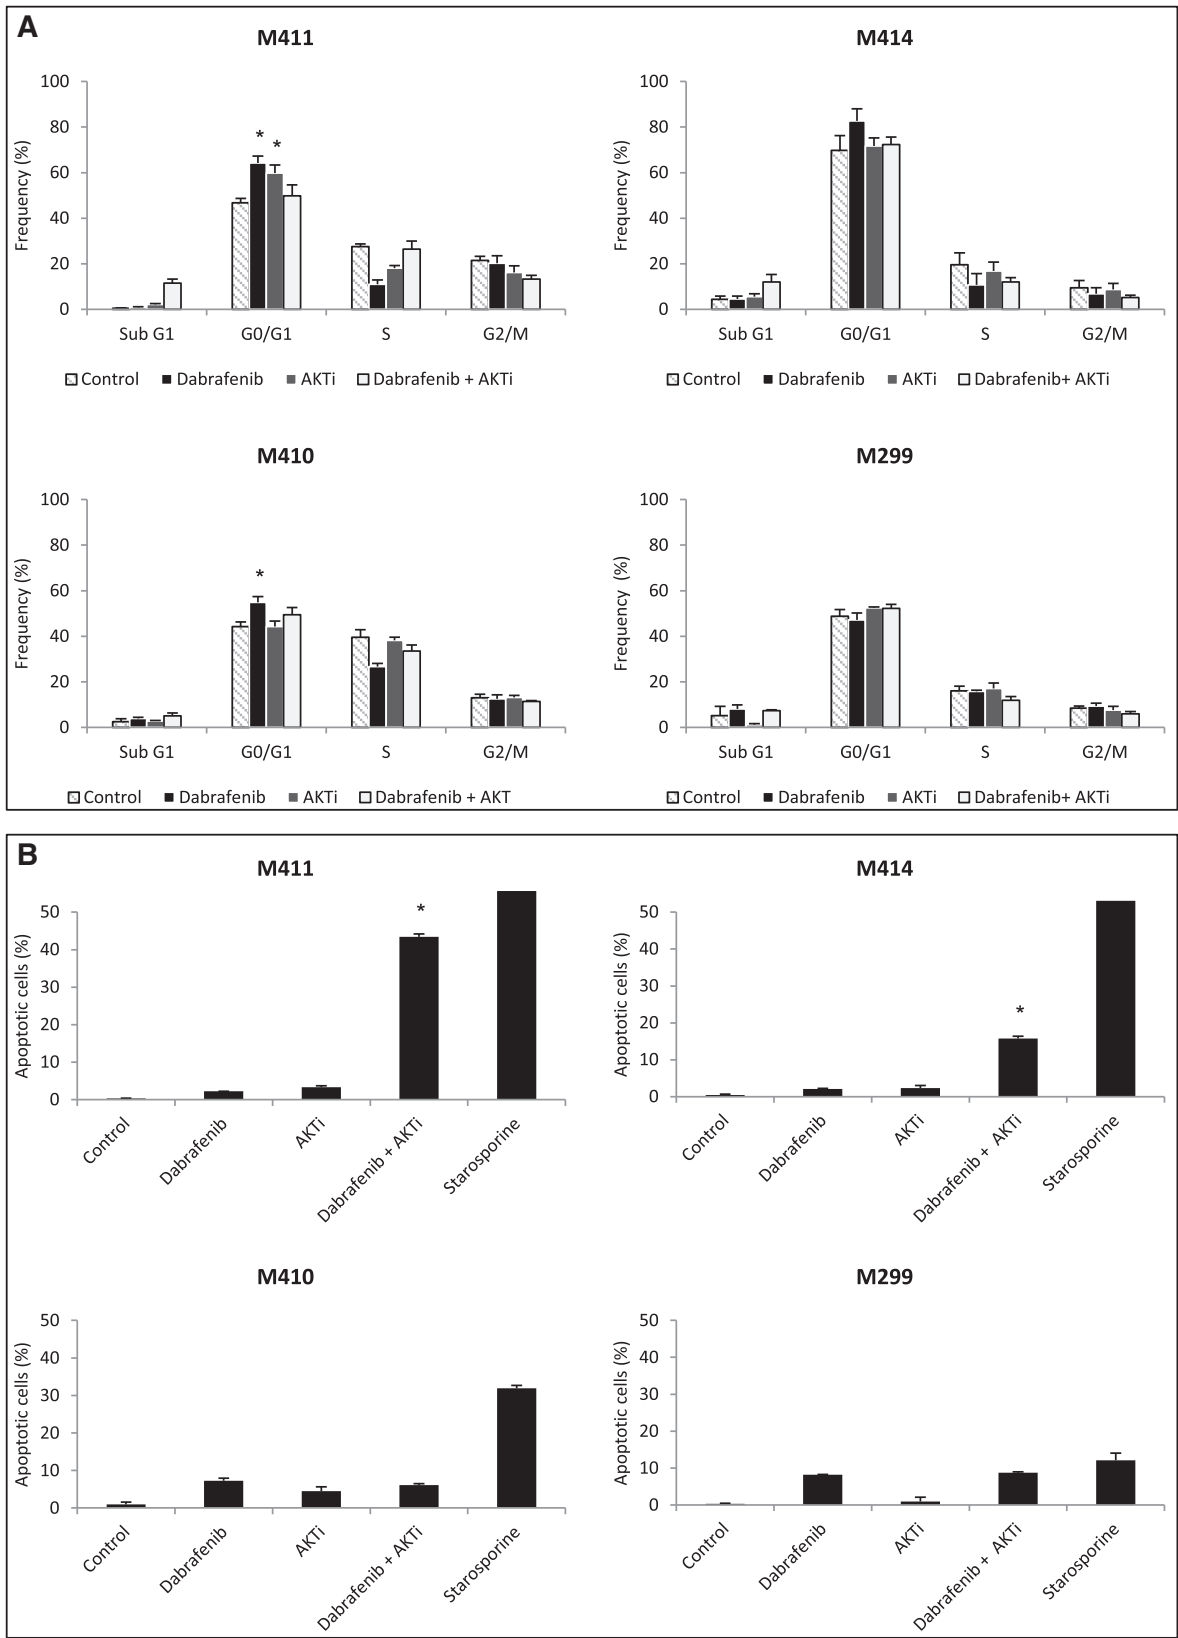 A
M411
M414
100
80
60
40
20
0
Frequency (%)
* *
Sub G1 G0/G1 S G2/M
Control Dabrafenib AKTi Dabrafenib + AKTi
100
80
60
40
20
0
Frequency (%)
Sub G1 G0/G1 S G2/M
Control Dabrafenib AKTi Dabrafenib+ AKTi
M410
M299
100
80
60
40
20
0
Frequency (%)
*
Sub G1 G0/G1 S G2/M
Control Dabrafenib AKTi Dabrafenib + AKT
100
80
60
40
20
0
Frequency (%)
Sub G1 G0/G1 S G2/M
Control Dabrafenib AKTi Dabrafenib+ AKTi
B
M411
M414
50
40
30
20
10
0
Apoptotic cells (%)
*
Control
Dabrafenib
AKTi
Dabrafenib + AKTi
Starosporine
50
40
30
20
10
0
Apoptotic cells (%)
*
Control
Dabrafenib
AKTi
Dabrafenib + AKTi
Starosporine
M410
M299
50
40
30
20
10
0
Apoptotic cells (%)
Control
Dabrafenib
AKTi
Dabrafenib + AKTi
Starosporine
50
40
30
20
10
0
Apoptotic cells (%)
Control
Dabrafenib
AKTi
Dabrafenib + AKTi
Starosporine